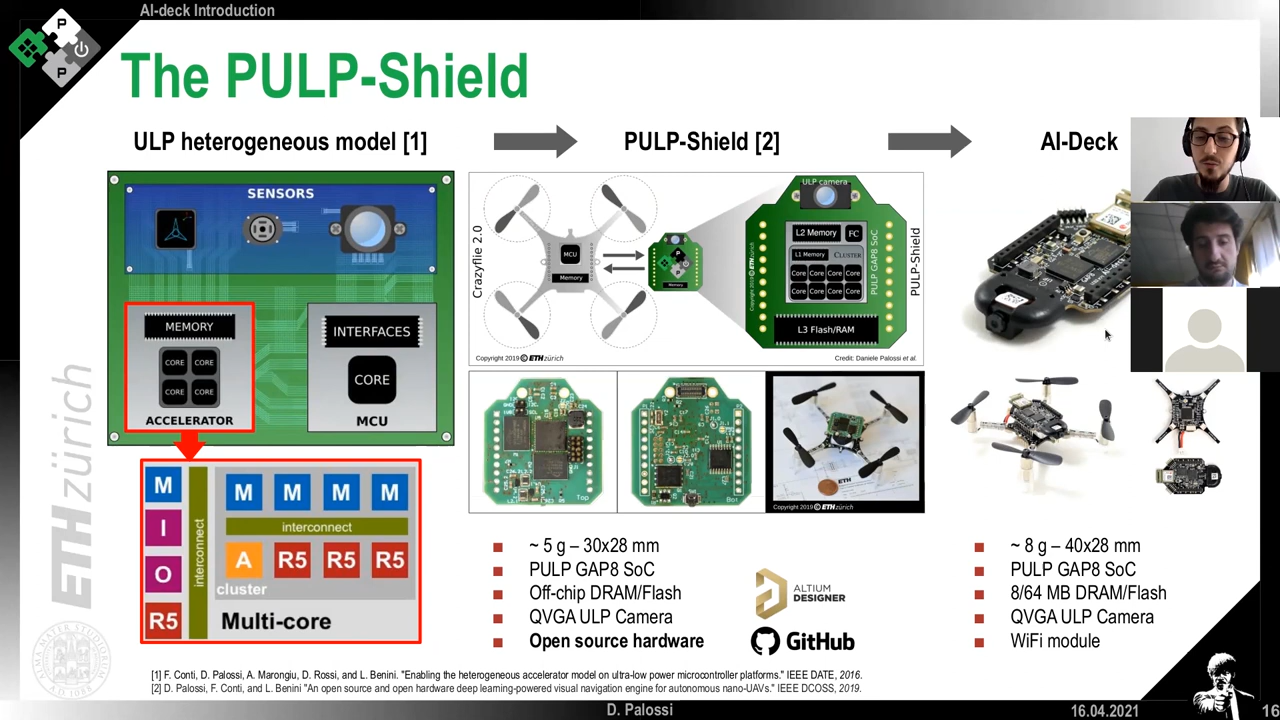 AI-deck Introduction
P
P
The PULP-Shield
ULP heterogeneous model [1]
PULP-Shield [2]
AI-Deck
SENSORS
MEMORY
CORE CORE
CORE CORE
ACCELERATOR
INTERFACES
CORE
MCU
M
I
O
R5
interconnect
M M M M
interconnect
A R5 R5 R5
cluster
Multi-core
Crazyflie 2.0
MCU
Memory
Memory
ULP camera
L2 Memory FC
L1 Memory CLUSTER
Core Core Core Core
Core Core Core Core
L3 Flash/RAM
PULP GAP8 SoC
PULP-Shield
Copyright 2019 ETH zürich
Copyright 2019 ETH zürich
Credit: Daniele Palossi et al.
Top
Bot
ETH
Copyright 2019 ETH zürich
~ 5 g – 30x28 mm
PULP GAP8 SoC
Off-chip DRAM/Flash
QVGA ULP Camera
Open source hardware
ALTIUM
DESIGNER
GitHub
~ 8 g – 40x28 mm
PULP GAP8 SoC
8/64 MB DRAM/Flash
QVGA ULP Camera
WiFi module
ETH zürich
[1] F. Conti, D. Palossi, A. Marongiu, D. Rossi, and L. Benini. "Enabling the heterogeneous accelerator model on ultra-low power microcontroller platforms." IEEE DATE, 2016.
[2] D. Palossi, F. Conti, and L. Benini "An open source and open hardware deep learning-powered visual navigation engine for autonomous nano-UAVs." IEEE DCOSS, 2019.
D. Palossi
16.04.2021
16